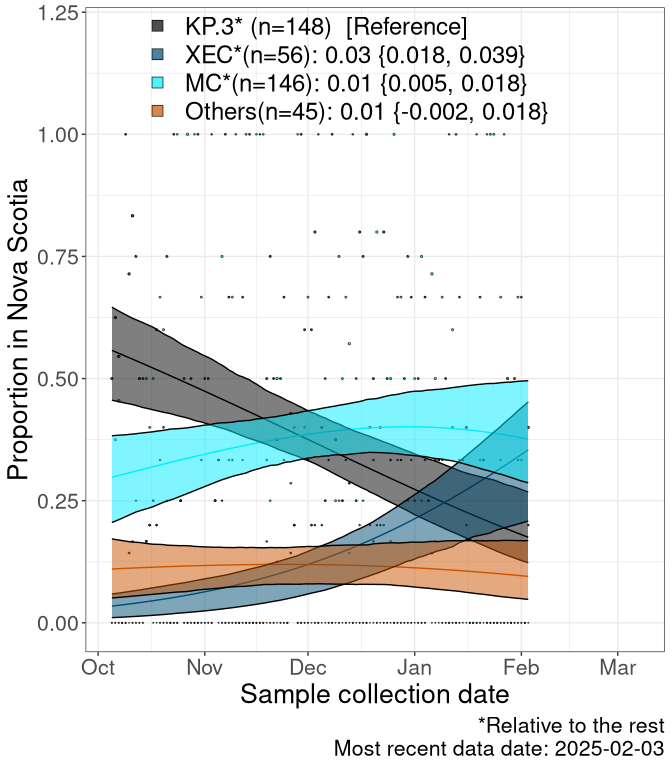 KP.3* (n=148) [Reference]
XEC*(n=56): 0.03 {0.018, 0.039}
MC*(n=146): 0.01 {0.005, 0.018}
Others(n=45): 0.01 {-0.002, 0.018}
1.25
1.00
0.75
0.50
0.25
0.00
Proportion in Nova Scotia
Oct Nov Dec Jan Feb Mar
Sample collection date
*Relative to the rest
Most recent data date: 2025-02-03